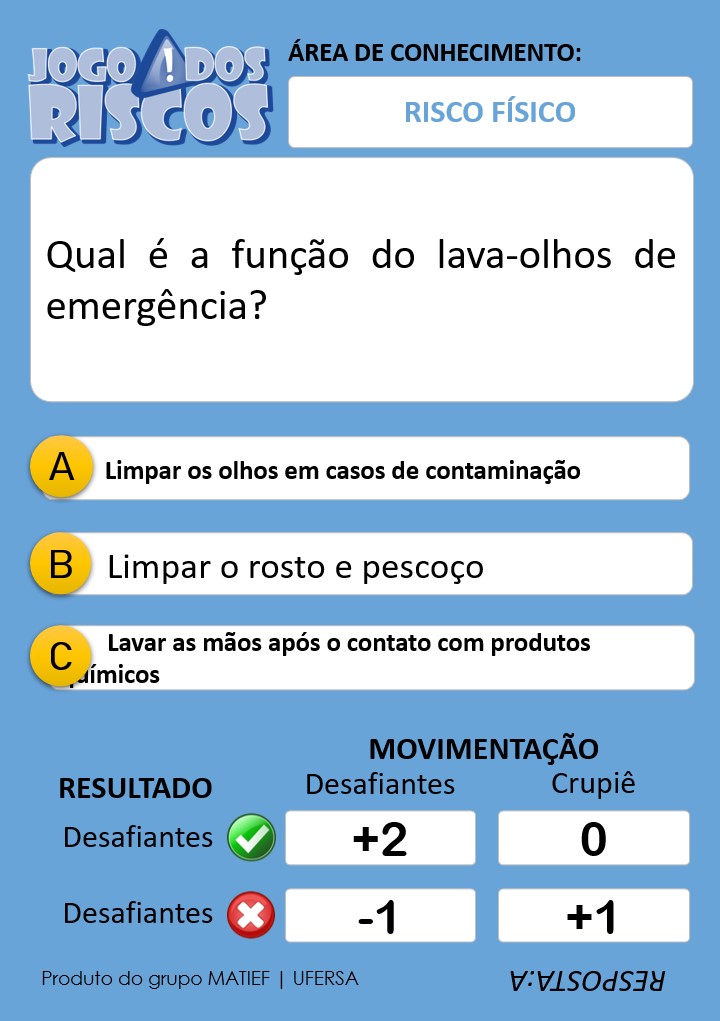 JOGO DOS
RISCOS
ÁREA DE CONHECIMENTO:
RISCO FÍSICO
Qual é a função do lava-olhos de
emergência?
A Limpar os olhos em casos de contaminação
B Limpar o rosto e pescoço
C Lavar as mãos após o contato com produtos
químicos
MOVIMENTAÇÃO
RESULTADO Desafiantes Crupiê
Desafiantes +2 0
Desafiantes -1 +1
Produto do grupo MATIEF | UFERSA
RESPOSTA:A